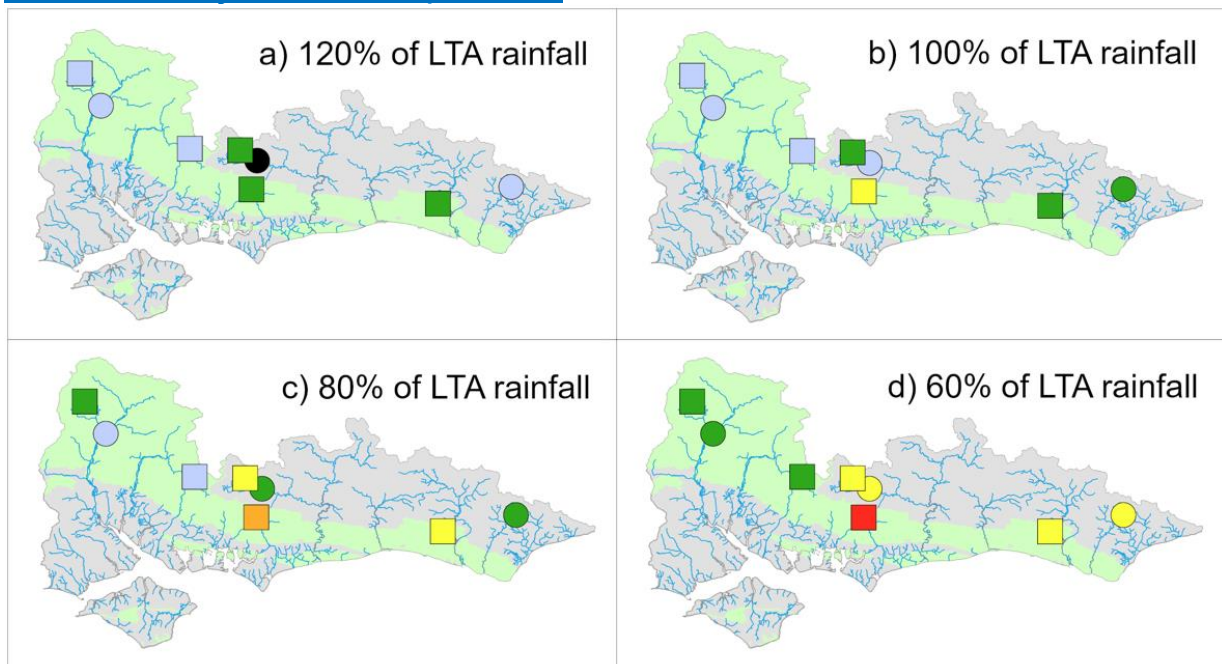 a) 120% of LTA rainfall
b) 100% of LTA rainfall
c) 80% of LTA rainfall
d) 60% of LTA rainfall